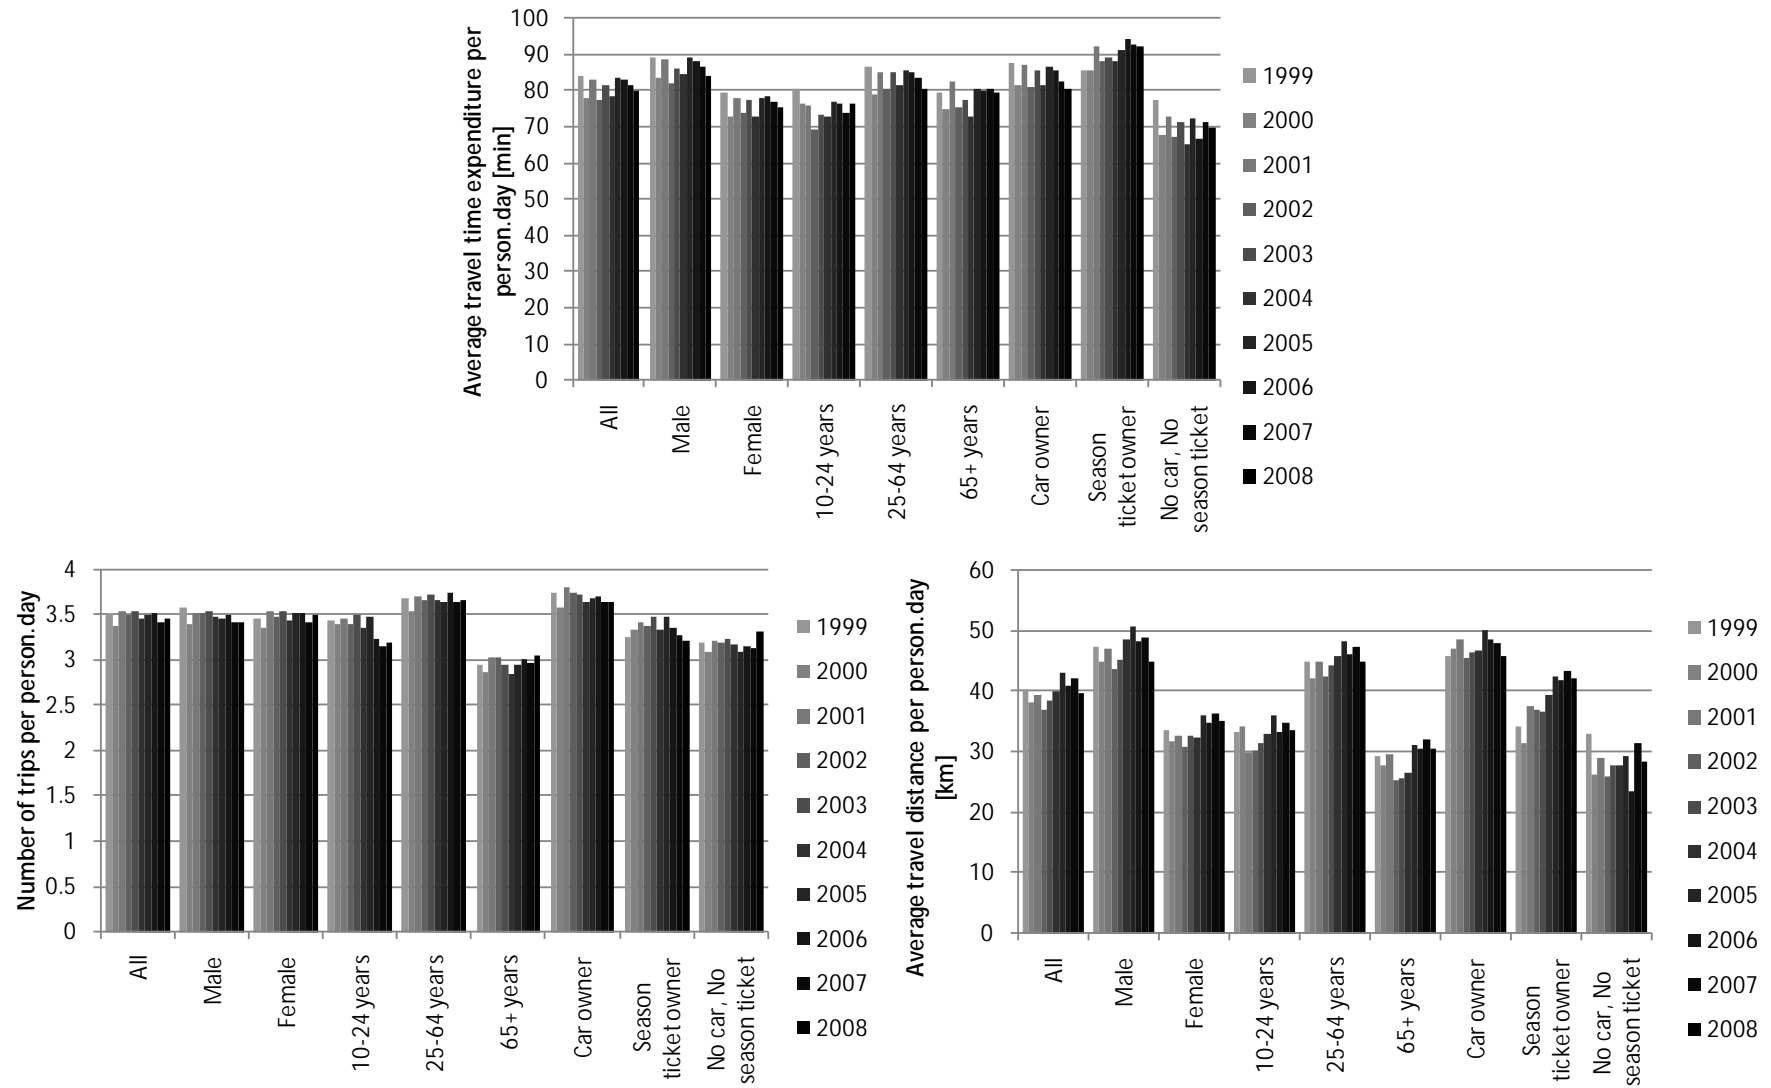 Average travel time expenditure per
person.day [min]
100
90
80
70
60
50
40
30
20
10
0
All
Male
Female
10-24 years
25-64 years
65+ years
Car owner
Season
ticket owner
No car, No
season ticket
1999
2000
2001
2002
2003
2004
2005
2006
2007
2008
Number of trips per person.day
4
3.5
3
2.5
2
1.5
1
0.5
0
All
Male
Female
10-24 years
25-64 years
65+ years
Car owner
Season
ticket owner
No car, No
season ticket
1999
2000
2001
2002
2003
2004
2005
2006
2007
2008
Average travel distance per person.day
[km]
60
50
40
30
20
10
0
All
Male
Female
10-24 years
25-64 years
65+ years
Car owner
Season
ticket owner
No car, No
season ticket
1999
2000
2001
2002
2003
2004
2005
2006
2007
2008